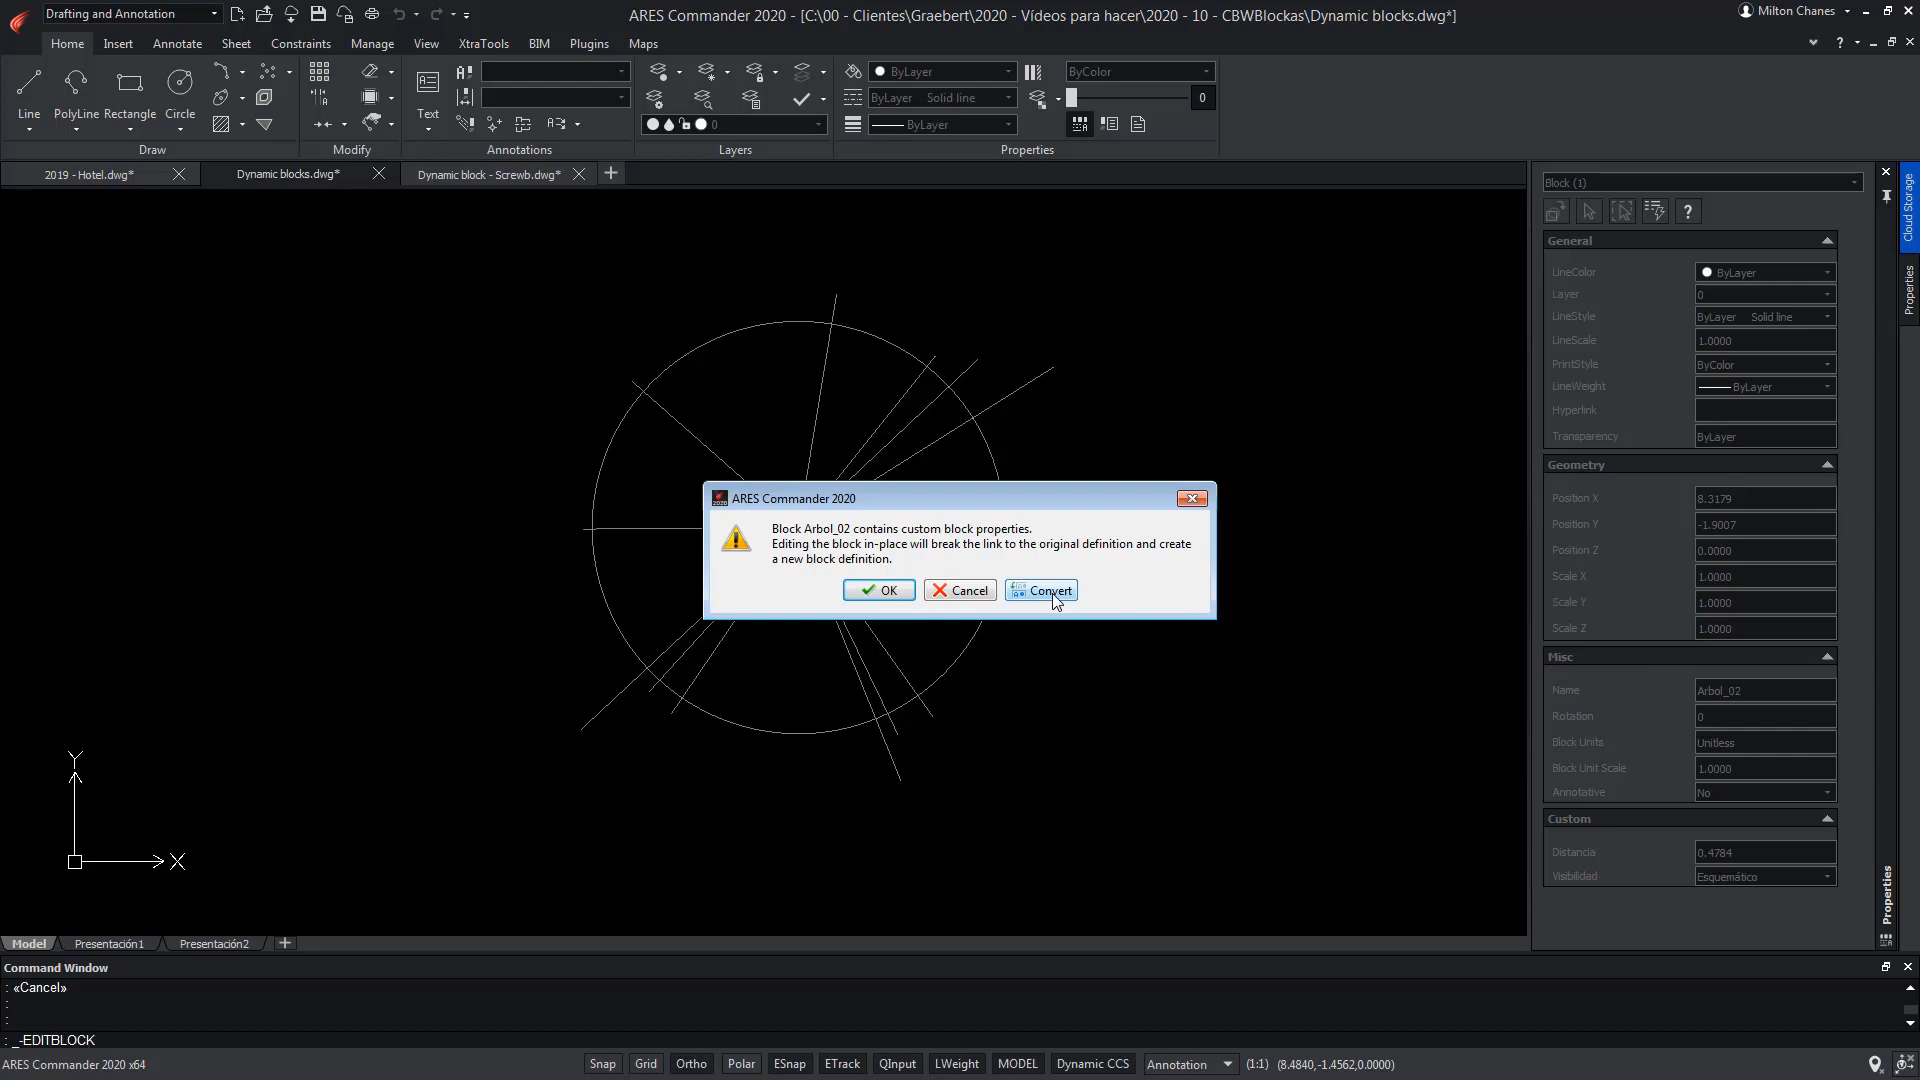 Drafting and Annotation
ARES Commander 2020 - [C:\00 - Clientes\Graebert\2020 - Vídeos para hacer\2020 - 10 - CBWBlockas\Dynamic blocks.dwg*]
Milton Chanes
Home Insert Annotate Sheet Constraints Manage View XtraTools BIM Plugins Maps
Line PolyLine Rectangle Circle
Text
0
ByLayer
ByLayer Solid line
ByLayer
ByColor
0
Draw Modify Annotations Layers Properties
2019 - Hotel.dwg*
Dynamic blocks.dwg*
Dynamic block - Screwb.dwg*
Block (1)
General
LineColor ByLayer
Layer 0
LineStyle ByLayer Solid line
LineScale 1.0000
PrintStyle ByColor
LineWeight ByLayer
Hyperlink
Transparency ByLayer
Geometry
Position X 8.3179
Position Y -1.9007
Position Z 0.0000
Scale X 1.0000
Scale Y 1.0000
Scale Z 1.0000
Misc
Name Arbol_02
Rotation 0
Block Units Unitless
Block Unit Scale 1.0000
Annotative No
Custom
Distancia 0.4784
Visibilidad Esquemático
Cloud Storage
Properties
Properties
ARES Commander 2020
Block Arbol_02 contains custom block properties.
Editing the block in-place will break the link to the original definition and create
a new block definition.
OK Cancel Convert
Y
X
Model Presentación1 Presentación2
Command Window
: «Cancel»
:
:
: _-EDITBLOCK
ARES Commander 2020 x64
Snap Grid Ortho Polar ESnap ETrack QInput LWeight MODEL Dynamic CCS Annotation (1:1) (8.4840,-1.4562,0.0000)